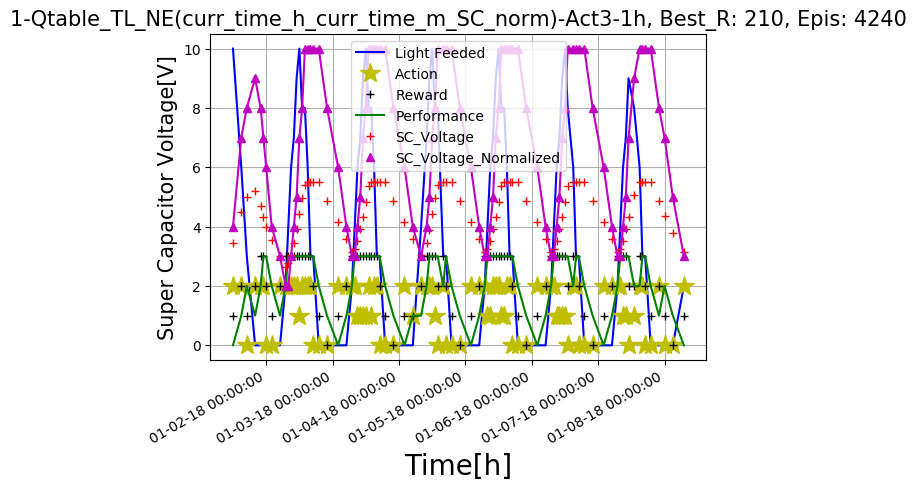 1-Qtable_TL_NE(curr_time_h_curr_time_m_SC_norm)-Act3-1h, Best_R: 210, Epis: 4240
Super Capacitor Voltage[V]
10
8
6
4
2
0
Light Feeded
Action
Reward
Performance
SC_Voltage
SC_Voltage_Normalized
01-02-18 00:00:00
01-03-18 00:00:00
01-04-18 00:00:00
01-05-18 00:00:00
01-06-18 00:00:00
01-07-18 00:00:00
01-08-18 00:00:00
Time[h]